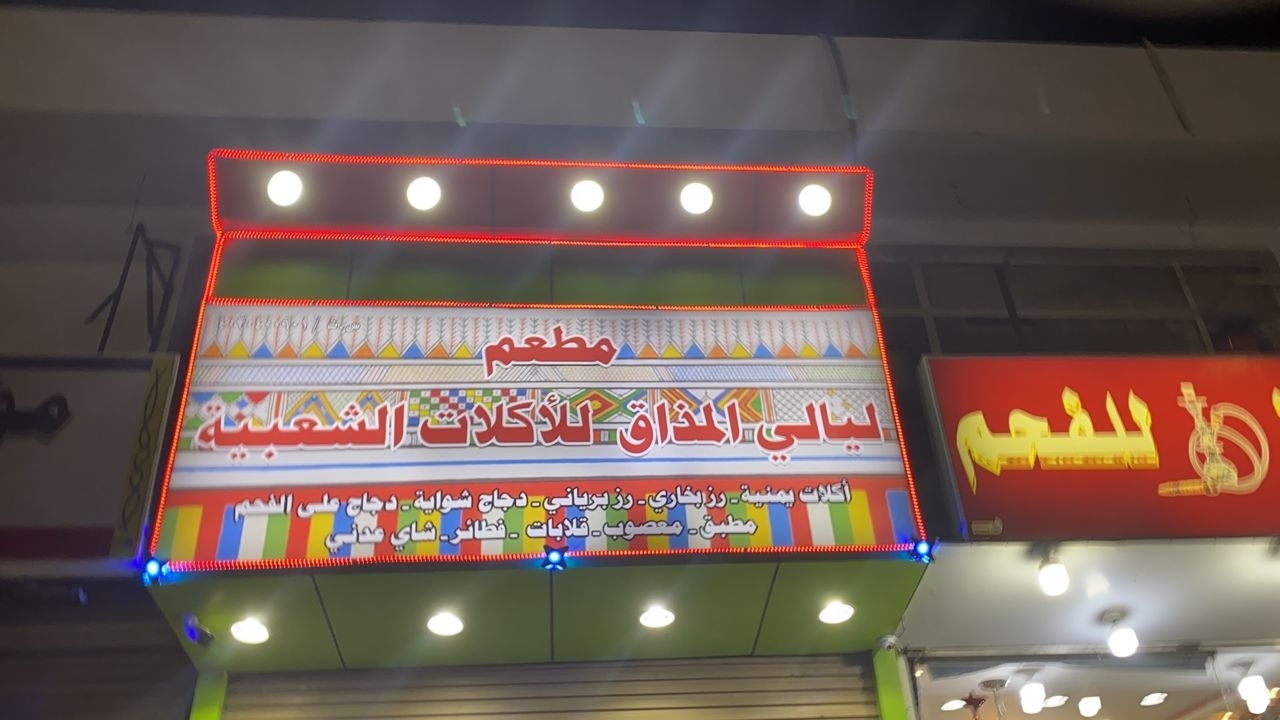 مطعم
ليالي المذاق للأكلات الشعبية
أكلات يمنية - رز بخاري - رز برياني - دجاج شواية - دجاج على الفحم
مطبق - معصوب - قلابات - فطائر - شاي عدني
للفحم